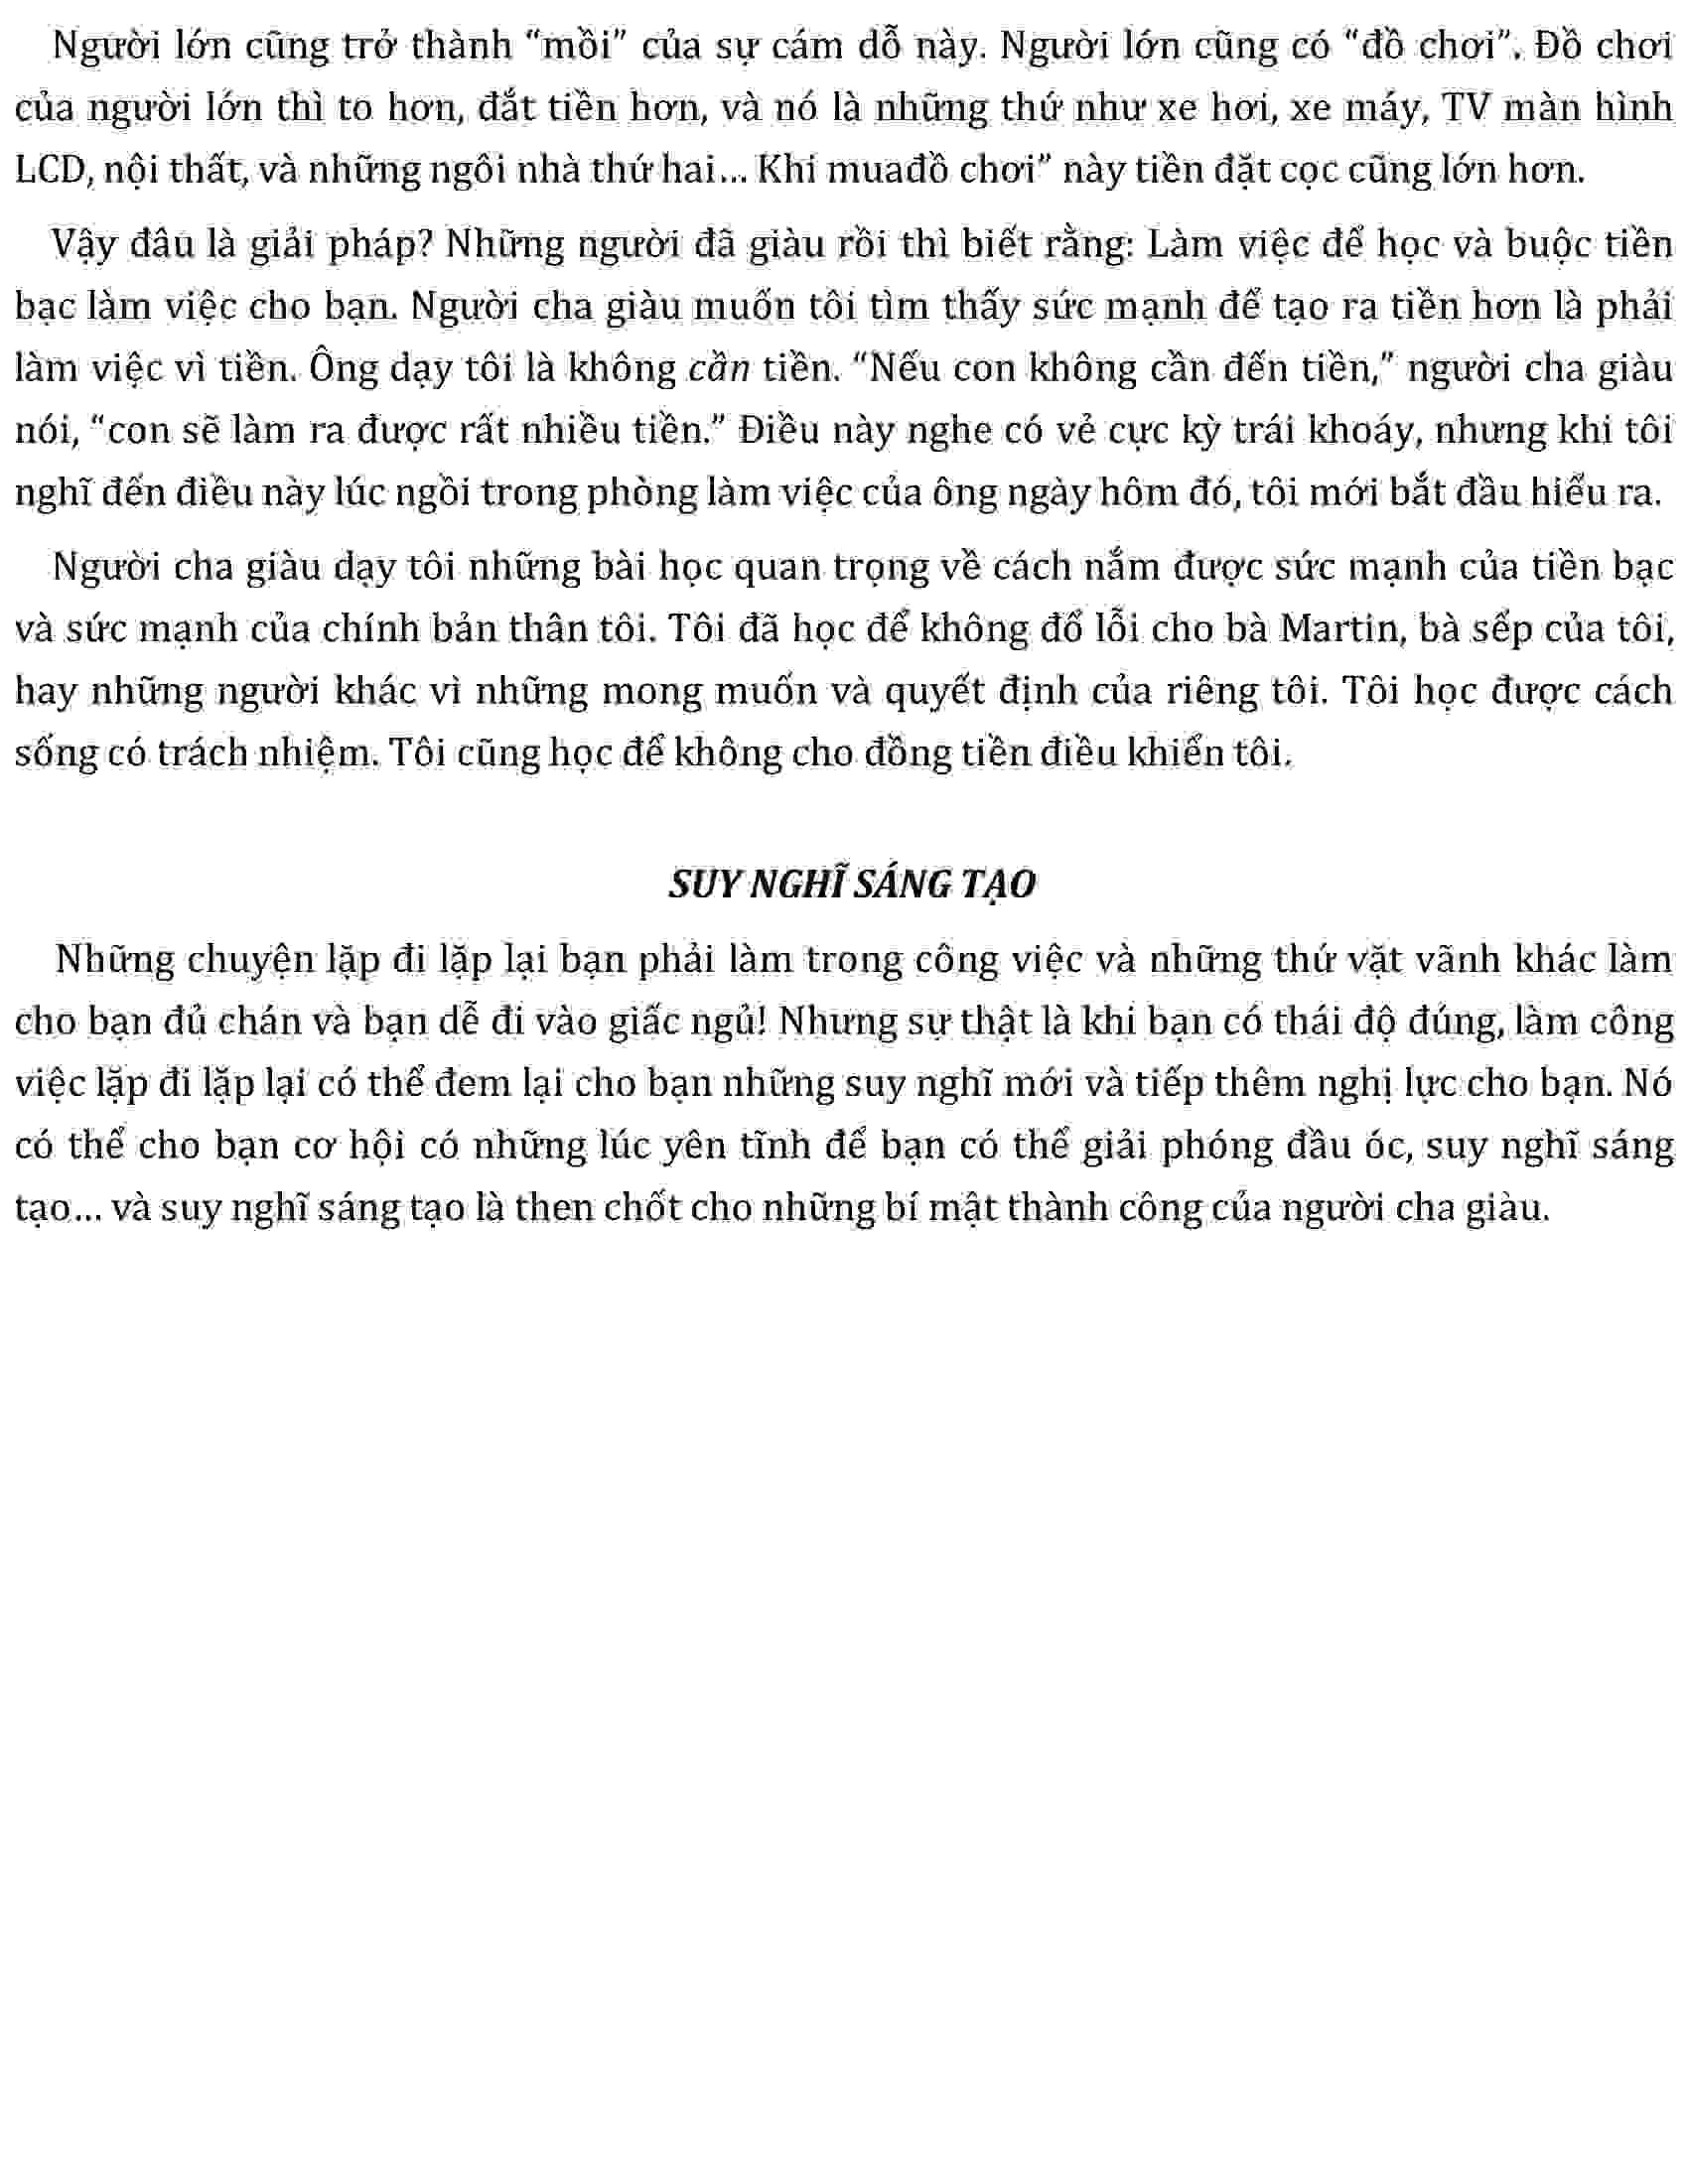 Người lớn cũng trở thành “mồi” của sự cám dỗ này. Người lớn cũng có “đồ chơi”. Đồ chơi
của người lớn thì to hơn, đắt tiền hơn, và nó là những thứ như xe hơi, xe máy, TV màn hình
LCD, nội thất, và những ngôi nhà thứ hai... Khi muađồ chơi” này tiền đặt cọc cũng lớn hơn.
Vậy đâu là giải pháp? Những người đã giàu rồi thì biết rằng: Làm việc để học và buộc tiền
bạc làm việc cho bạn. Người cha giàu muốn tôi tìm thấy sức mạnh để tạo ra tiền hơn là phải
làm việc vì tiền. Ông dạy tôi là không cần tiền. “Nếu con không cần đến tiền,” người cha giàu
nói, “con sẽ làm ra được rất nhiều tiền.” Điều này nghe có vẻ cực kỳ trái khoáy, nhưng khi tôi
nghĩ đến điều này lúc ngồi trong phòng làm việc của ông ngày hôm đó, tôi mới bắt đầu hiểu ra.
Người cha giàu dạy tôi những bài học quan trọng về cách nắm được sức mạnh của tiền bạc
và sức mạnh của chính bản thân tôi. Tôi đã học để không đổ lỗi cho bà Martin, bà sếp của tôi,
hay những người khác vì những mong muốn và quyết định của riêng tôi. Tôi học được cách
sống có trách nhiệm. Tôi cũng học để không cho đồng tiền điều khiển tôi.
SUY NGHĨ SÁNG TẠO
Những chuyện lặp đi lặp lại bạn phải làm trong công việc và những thứ vặt vãnh khác làm
cho bạn đủ chán và bạn dễ đi vào giấc ngủ! Nhưng sự thật là khi bạn có thái độ đúng, làm công
việc lặp đi lặp lại có thể đem lại cho bạn những suy nghĩ mới và tiếp thêm nghị lực cho bạn. Nó
có thể cho bạn cơ hội có những lúc yên tĩnh để bạn có thể giải phóng đầu óc, suy nghĩ sáng
tạo... và suy nghĩ sáng tạo là then chốt cho những bí mật thành công của người cha giàu.